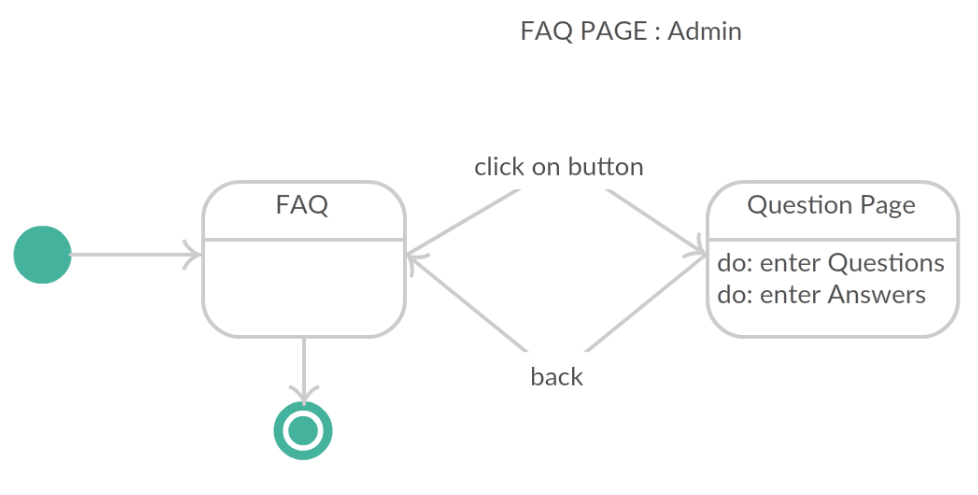 FAQ PAGE : Admin
click on button
FAQ
Question Page
do: enter Questions
do: enter Answers
back